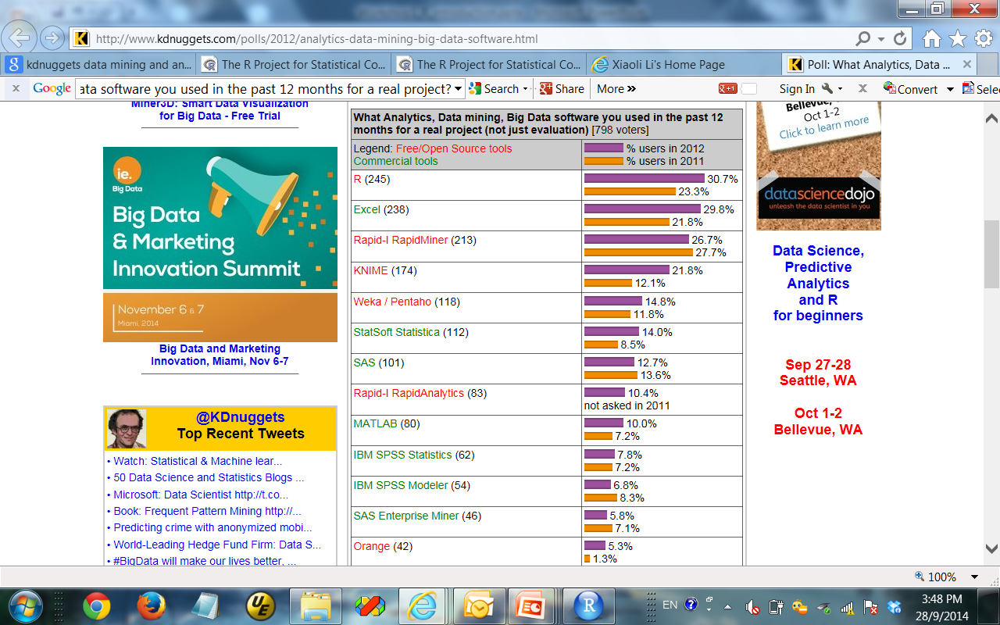 http://www.kdnuggets.com/polls/2012/analytics-data-mining-big-data-software.html
kdnuggets data mining and an...
The R Project for Statistical Co...
The R Project for Statistical Co...
Xiaoli Li's Home Page
Poll: What Analytics, Data ...
Google
ata software you used in the past 12 months for a real project?
Search
Share
More »
Sign In
Convert
Selec
Miner3D: Smart Data Visualization
for Big Data - Free Trial
ie.
Big Data
Big Data
& Marketing
Innovation Summit
November 6 & 7
Miami, 2014
Big Data and Marketing
Innovation, Miami, Nov 6-7
@KDnuggets
Top Recent Tweets
• Watch: Statistical & Machine lear...
• 50 Data Science and Statistics Blogs ...
• Microsoft: Data Scientist http://t.co...
• Book: Frequent Pattern Mining http://...
• Predicting crime with anonymized mobi...
• World-Leading Hedge Fund Firm: Data S...
• #BigData will make our lives better, ...
What Analytics, Data mining, Big Data software you used in the past 12
months for a real project (not just evaluation) [798 voters]
Legend: Free/Open Source tools
Commercial tools
% users in 2012
% users in 2011
R (245)
30.7%
23.3%
Excel (238)
29.8%
21.8%
Rapid-I RapidMiner (213)
26.7%
27.7%
KNIME (174)
21.8%
12.1%
Weka / Pentaho (118)
14.8%
11.8%
StatSoft Statistica (112)
14.0%
8.5%
SAS (101)
12.7%
13.6%
Rapid-I RapidAnalytics (83)
10.4%
not asked in 2011
MATLAB (80)
10.0%
7.2%
IBM SPSS Statistics (62)
7.8%
7.2%
IBM SPSS Modeler (54)
6.8%
8.3%
SAS Enterprise Miner (46)
5.8%
7.1%
Orange (42)
5.3%
1.3%
Bellevue,
Oct 1-2
Click to learn more
datasciencedojo
unleash the data scientist in you
Data Science,
Predictive
Analytics
and R
for beginners
Sep 27-28
Seattle, WA
Oct 1-2
Bellevue, WA
100%
EN
3:48 PM
28/9/2014